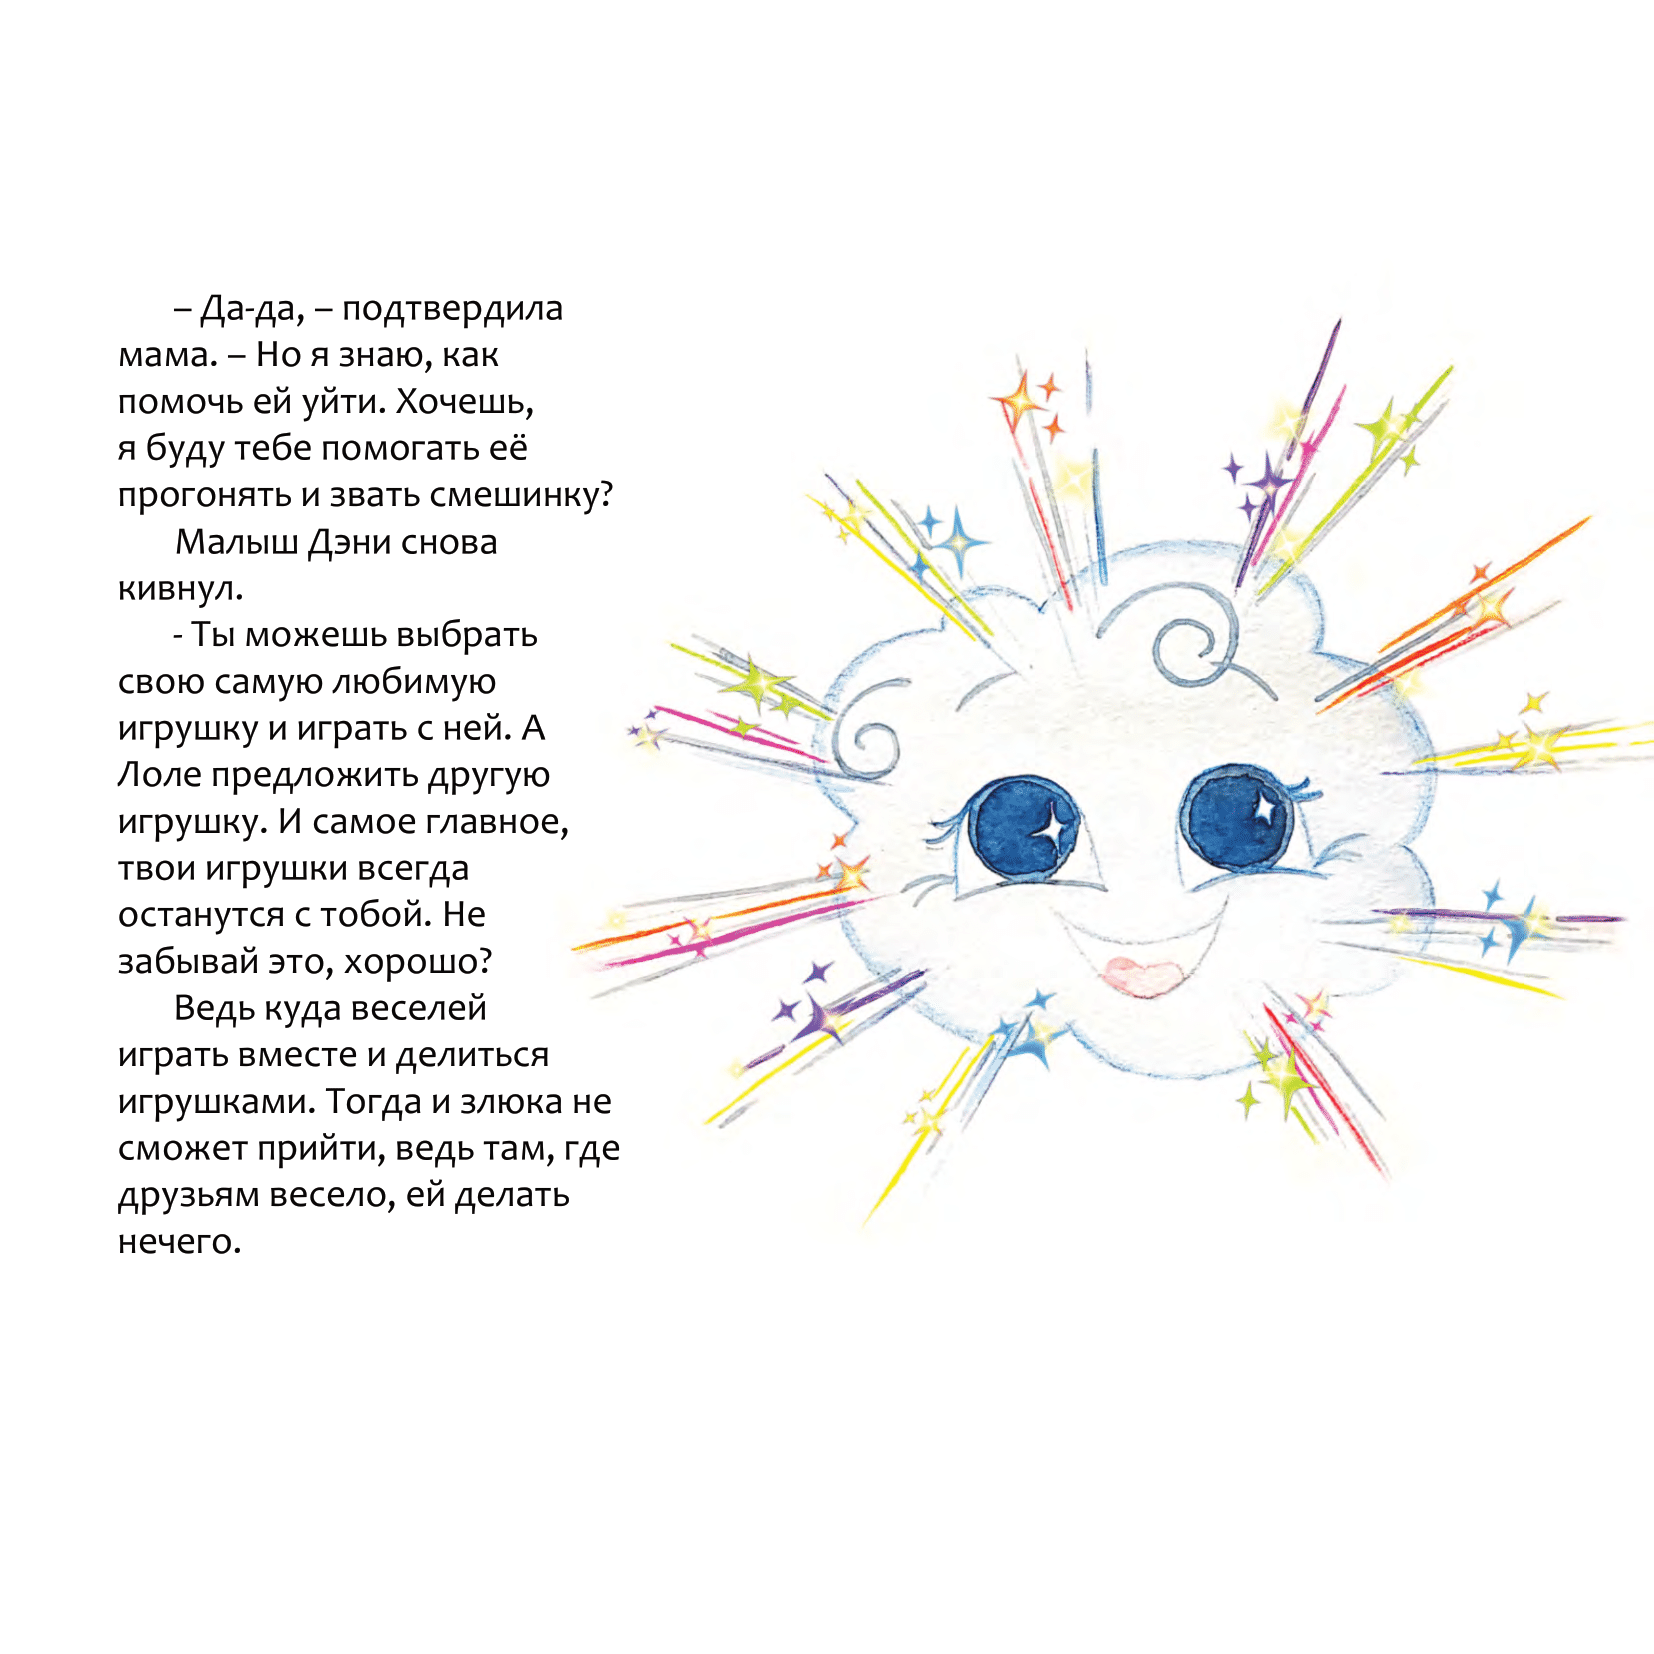 – Да-да, – подтвердила
мама. – Но я знаю, как
помочь ей уйти. Хочешь,
я буду тебе помогать её
прогонять и звать смешинку?
Малыш Дэни снова
кивнул.
- Ты можешь выбрать
свою самую любимую
игрушку и играть с ней. А
Лоле предложить другую
игрушку. И самое главное,
твои игрушки всегда
останутся с тобой. Не
забывай это, хорошо?
Ведь куда веселей
играть вместе и делиться
игрушками. Тогда и злюка не
сможет прийти, ведь там, где
друзьям весело, ей делать
нечего.